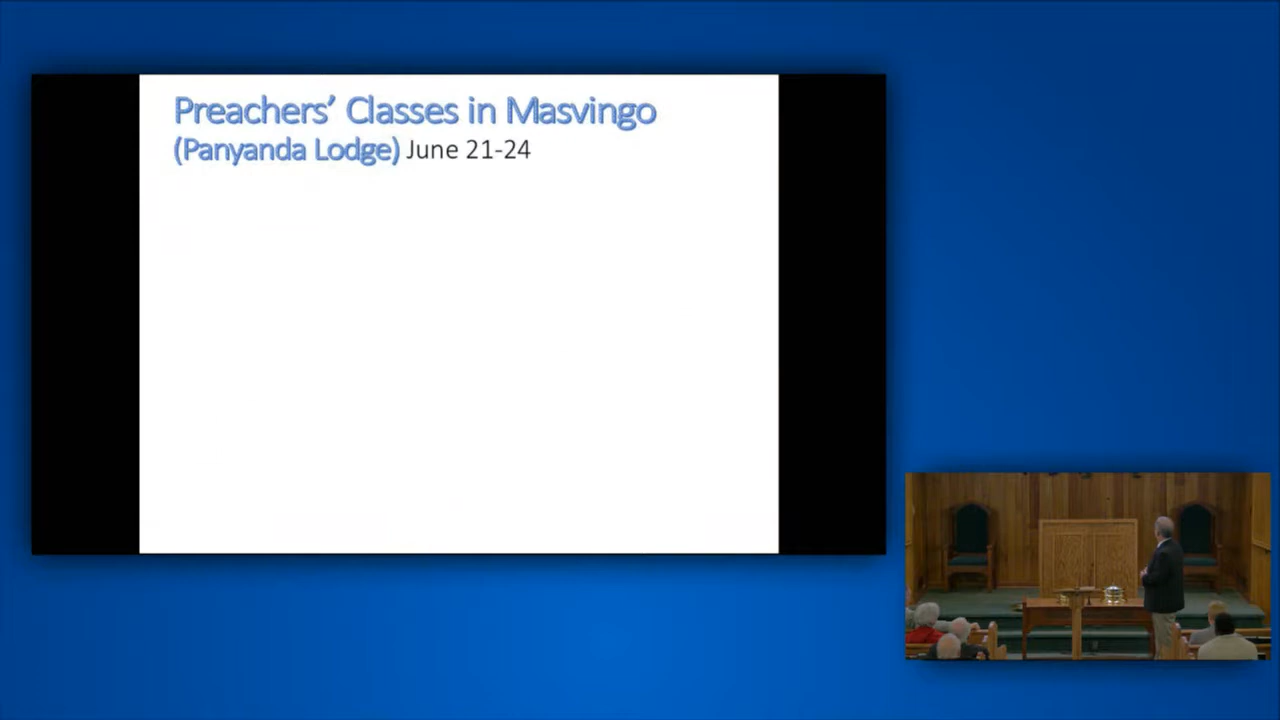 Preachers’ Classes in Masvingo
(Panyanda Lodge) June 21-24